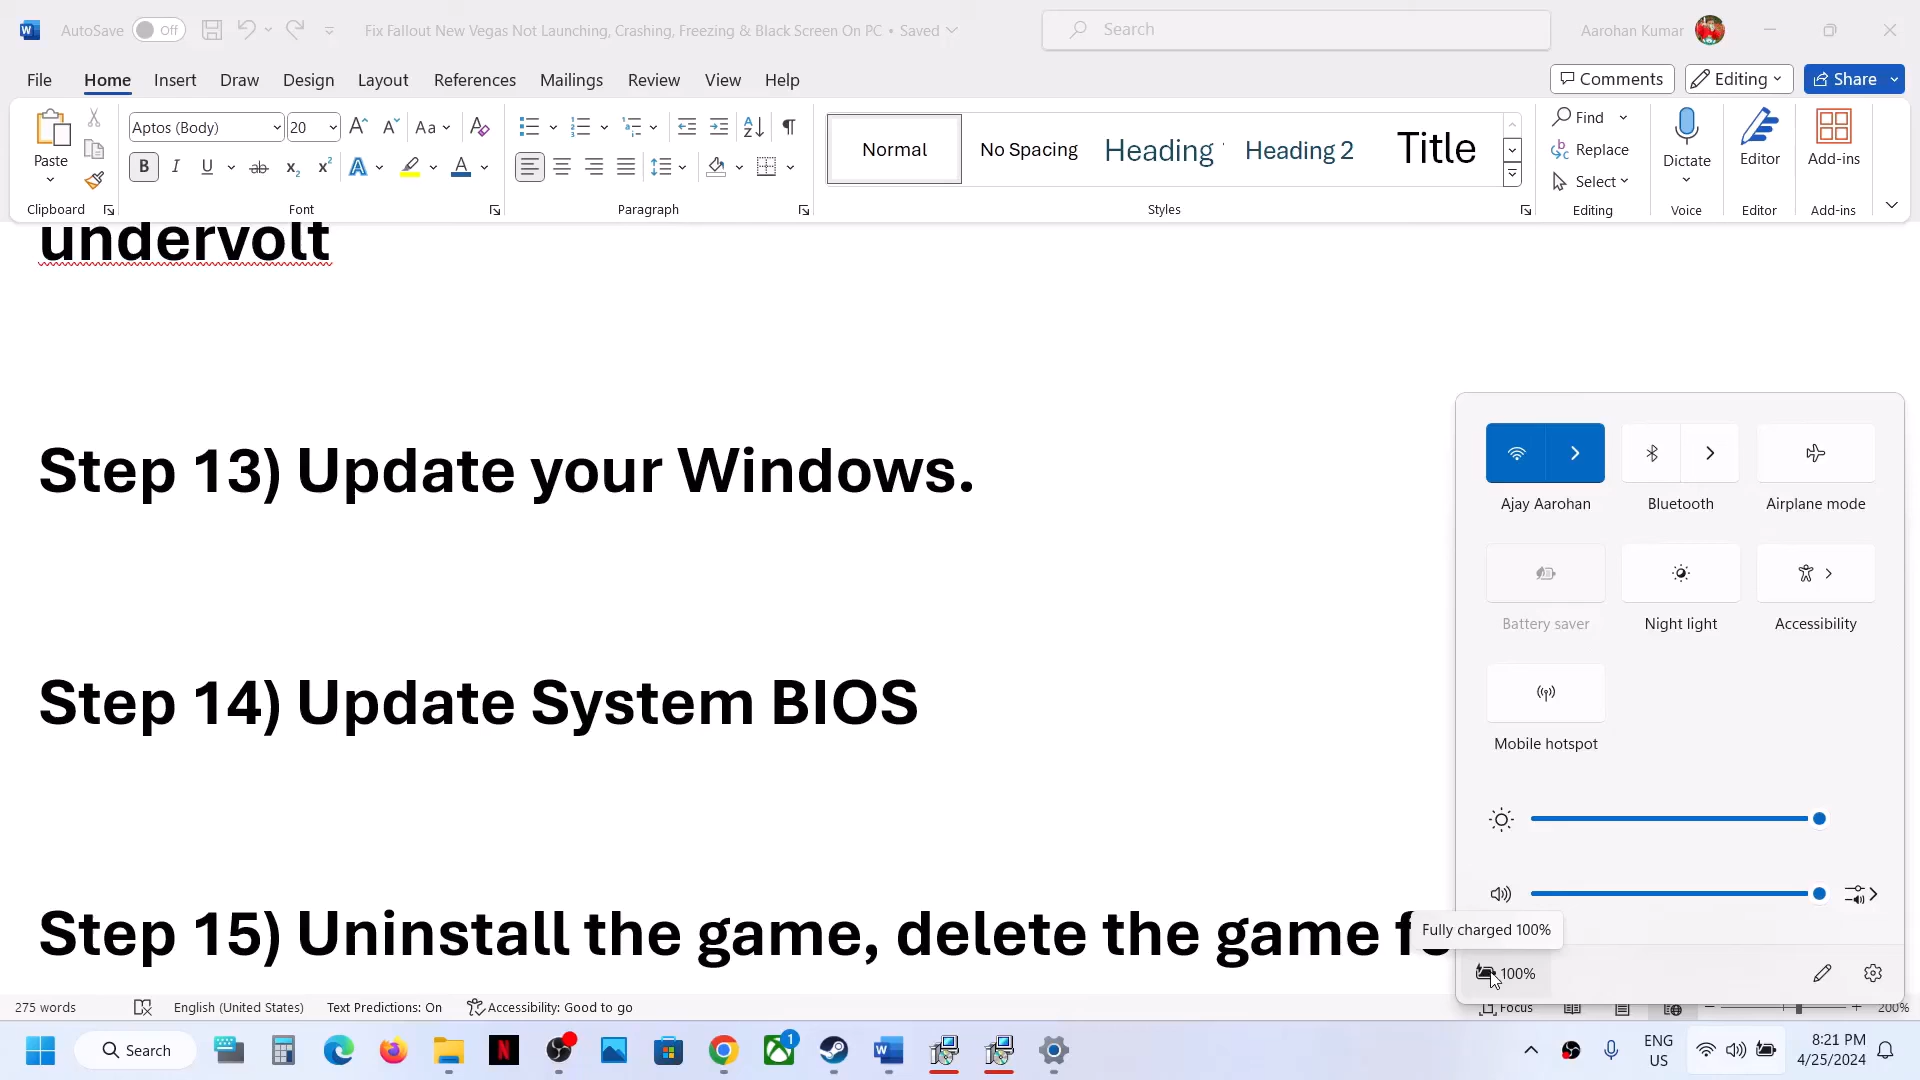 AutoSave Off Fix Fallout New Vegas Not Launching, Crashing, Freezing & Black Screen On PC • Saved Search Aarohan Kumar
File Home Insert Draw Design Layout References Mailings Review View Help Comments Editing Share
Paste Aptos (Body) 20 Aa Normal No Spacing Heading Heading 2 Title Find Replace Select Dictate Editor Add-ins
Clipboard Font Paragraph Styles Editing Voice Editor Add-ins
undervolt
Step 13) Update your Windows.
Step 14) Update System BIOS
Step 15) Uninstall the game, delete the game fo
Ajay Aarohan Bluetooth Airplane mode
Battery saver Night light Accessibility
Mobile hotspot
Fully charged 100%
100%
275 words English (United States) Text Predictions: On Accessibility: Good to go Focus 200%
Search 1 ENG US 8:21 PM 4/25/2024